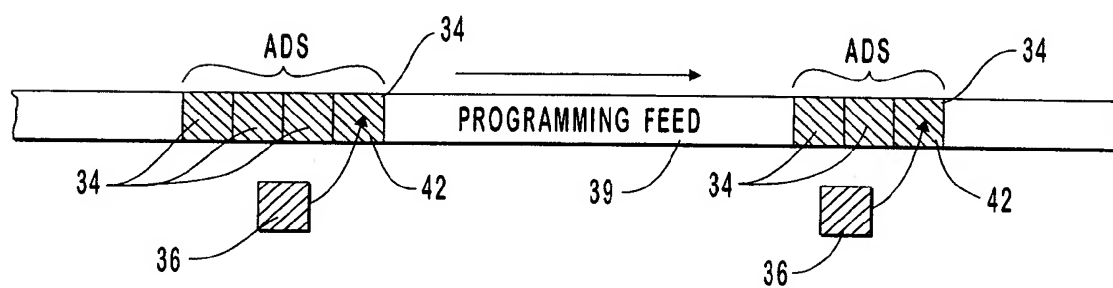 ADS 34 ADS 34
PROGRAMMING FEED
34 42 39 34 42
36 36